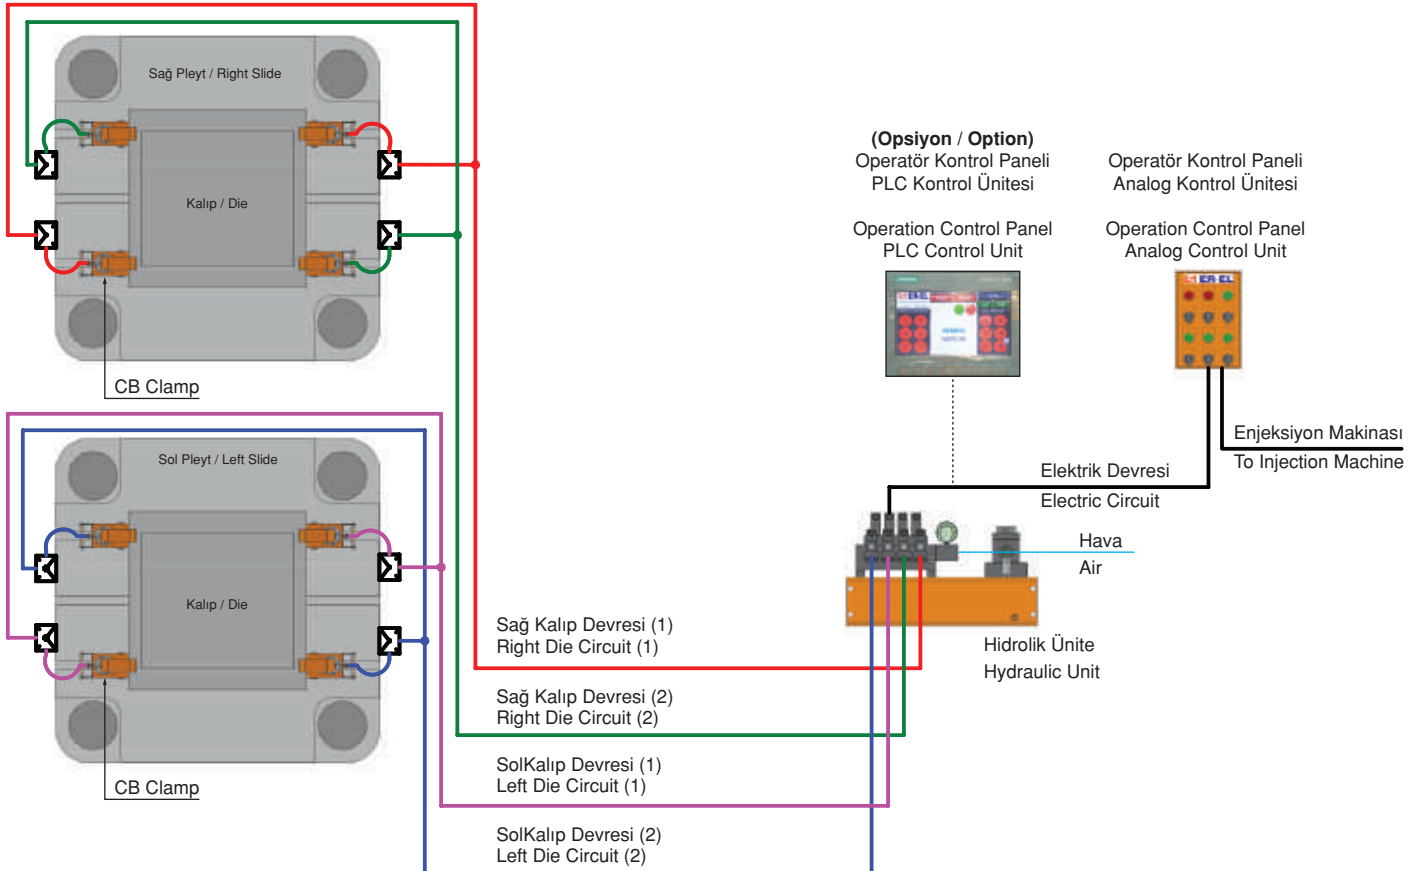 Sağ Pleyt / Right Slide
Kalıp / Die
CB Clamp
Sol Pleyt / Left Slide
Kalıp / Die
CB Clamp
(Opsiyon / Option)
Operatör Kontrol Paneli
PLC Kontrol Ünitesi
Operation Control Panel
PLC Control Unit
Operatör Kontrol Paneli
Analog Kontrol Ünitesi
Operation Control Panel
Analog Control Unit
ER-EL
ER-EL
Enjeksiyon Makinası
To Injection Machine
Elektrik Devresi
Electric Circuit
Hava
Air
Hidrolik Ünite
Hydraulic Unit
Sağ Kalıp Devresi (1)
Right Die Circuit (1)
Sağ Kalıp Devresi (2)
Right Die Circuit (2)
SolKalıp Devresi (1)
Left Die Circuit (1)
SolKalıp Devresi (2)
Left Die Circuit (2)